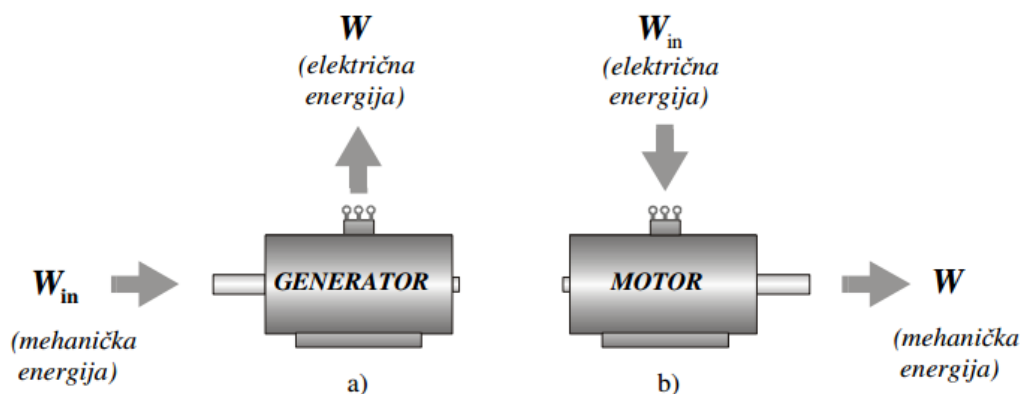 W
(električna
energija)
W in
(električna
energija)
W in
(mehanička
energija)
GENERATOR
a)
MOTOR
b)
W
(mehanička
energija)